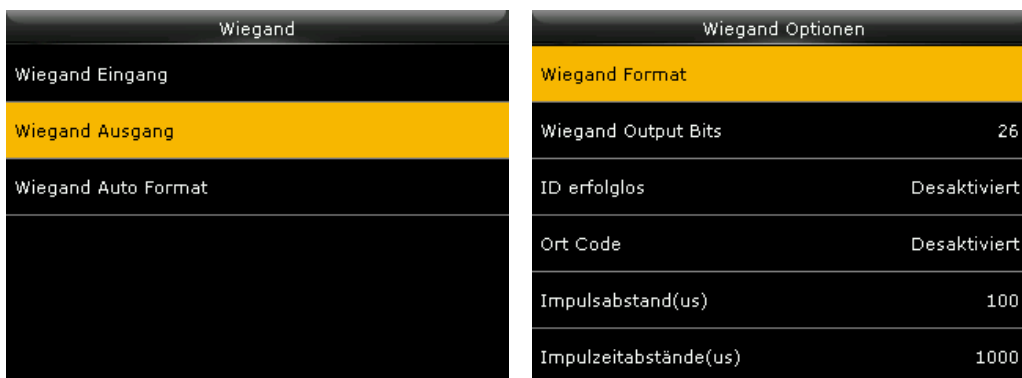 Wiegand
Wiegand Eingang
Wiegand Ausgang
Wiegand Auto Format
Wiegand Optionen
Wiegand Format
Wiegand Output Bits 26
ID erfolglos Desaktiviert
Ort Code Desaktiviert
Impulsabstand(us) 100
Impulzeitabstände(us) 1000